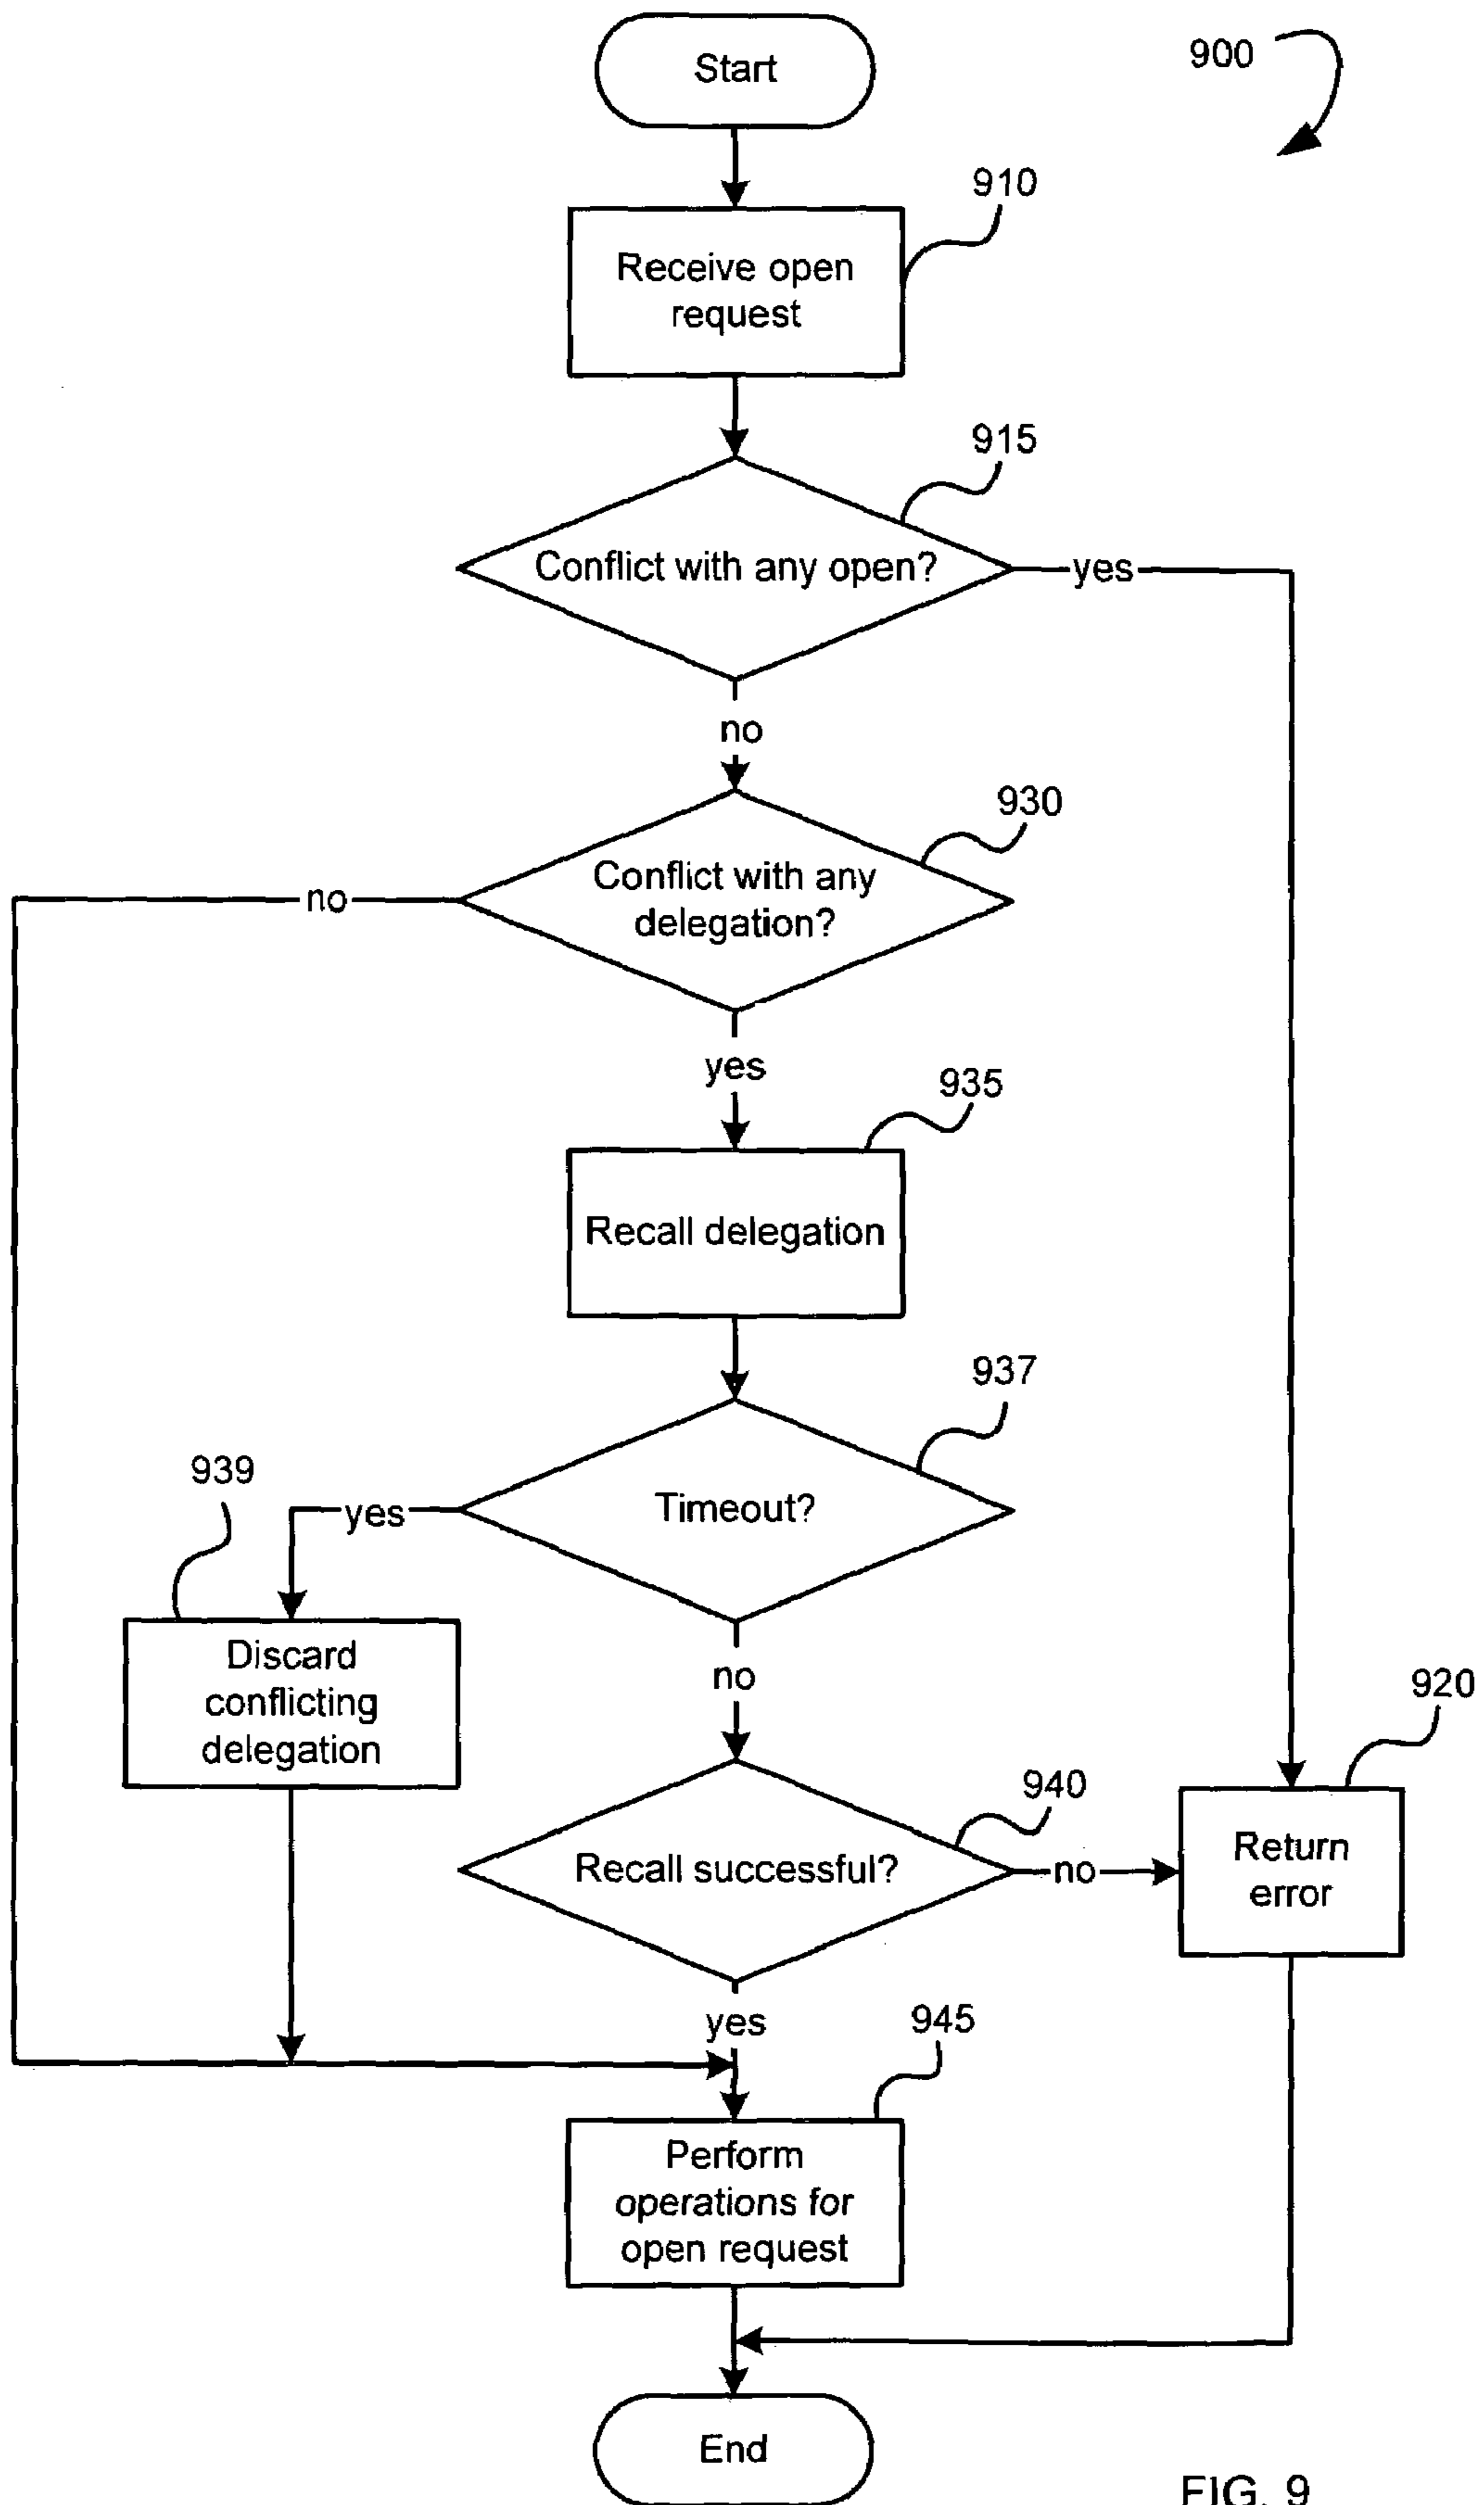 Start
900
910
Receive open
request
915
Conflict with any open?
yes
no
930
Conflict with any
delegation?
no
yes
935
Recall delegation
937
Timeout?
939
yes
Discard
conflicting
delegation
no
920
Return
error
940
Recall successful?
no
yes
945
Perform
operations for
open request
End
FIG. 9